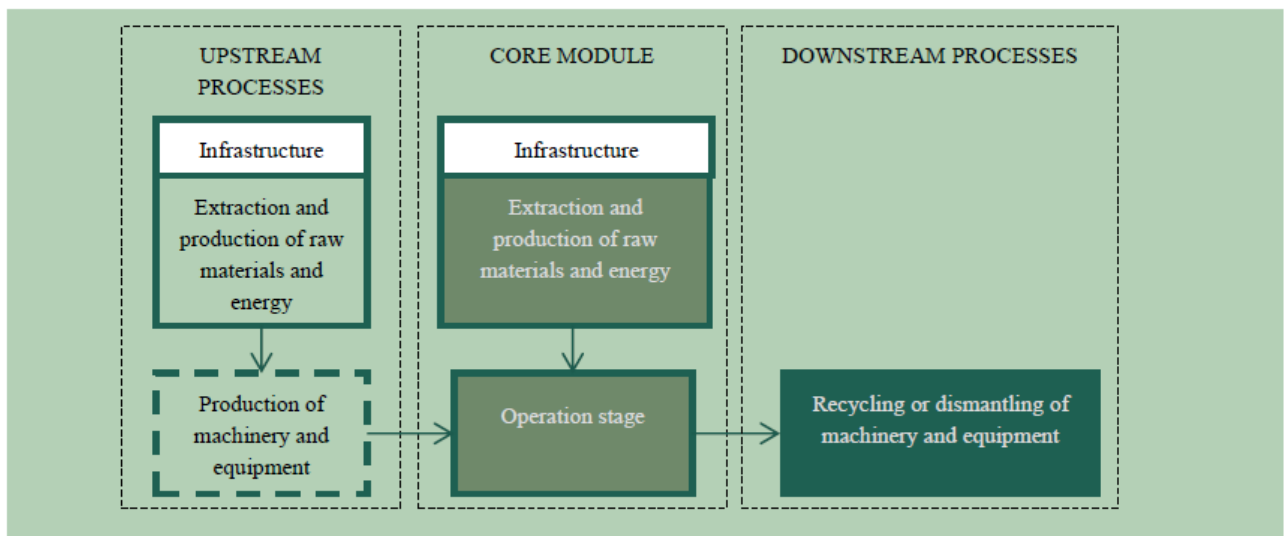 UPSTREAM
PROCESSES
Infrastructure
Extraction and
production of raw
materials and
energy
Production of
machinery and
equipment
CORE MODULE
Infrastructure
Extraction and
production of raw
materials and energy
Operation stage
DOWNSTREAM PROCESSES
Recycling or dismantling of
machinery and equipment